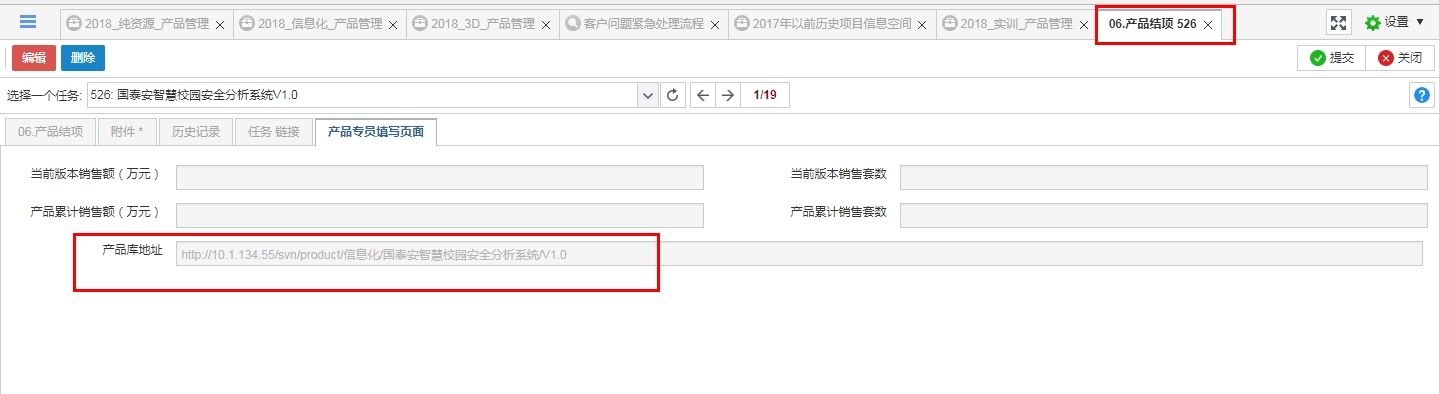 2018_纯资源_产品管理 2018_信息化_产品管理 2018_3D_产品管理 客户问题紧急处理流程 2017年以前历史项目信息空间 2018_实训_产品管理 06.产品结项 526 设置
编辑 删除 提交 关闭
选择一个任务: 526: 国泰安智慧校园安全分析系统V1.0 1/19
06.产品结项 附件 * 历史记录 任务 链接 产品专员填写页面
当前版本销售额（万元） 当前版本销售套数
产品累计销售额（万元） 产品累计销售套数
产品库地址 http://10.1.134.55/svn/product/信息化/国泰安智慧校园安全分析系统/V1.0